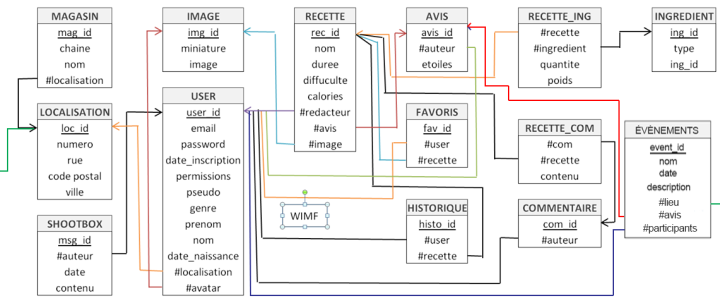 MAGASIN
mag_id
chaine
nom
#localisation
IMAGE
img_id
miniature
image
RECETTE
rec_id
nom
duree
diffuculte
calories
#redacteur
#avis
#image
AVIS
avis_id
#auteur
etoiles
RECETTE_ING
#recette
#ingredient
quantite
poids
INGREDIENT
ing_id
type
ing_id
LOCALISATION
loc_id
numero
rue
code postal
ville
USER
user_id
email
password
date_inscription
permissions
pseudo
genre
prenom
nom
date_naissance
#localisation
#avatar
FAVORIS
fav_id
#user
#recette
RECETTE_COM
#com
#recette
contenu
ÉVÉNEMENTS
event_id
nom
date
description
#lieu
#avis
#participants
SHOOTBOX
msg_id
#auteur
date
contenu
WIMF
HISTORIQUE
histo_id
#user
#recette
COMMENTAIRE
com_id
#auteur